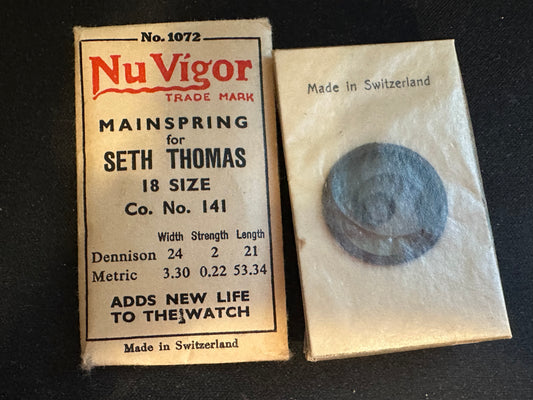 No. 1072
Nu Vigor
TRADE MARK
MAINSPRING
for
SETH THOMAS
18 SIZE
Co. No. 141
Width Strength Length
Dennison 24 2 21
Metric 3.30 0.22 53.34
ADDS NEW LIFE
TO THE WATCH
Made in Switzerland
Made in Switzerland